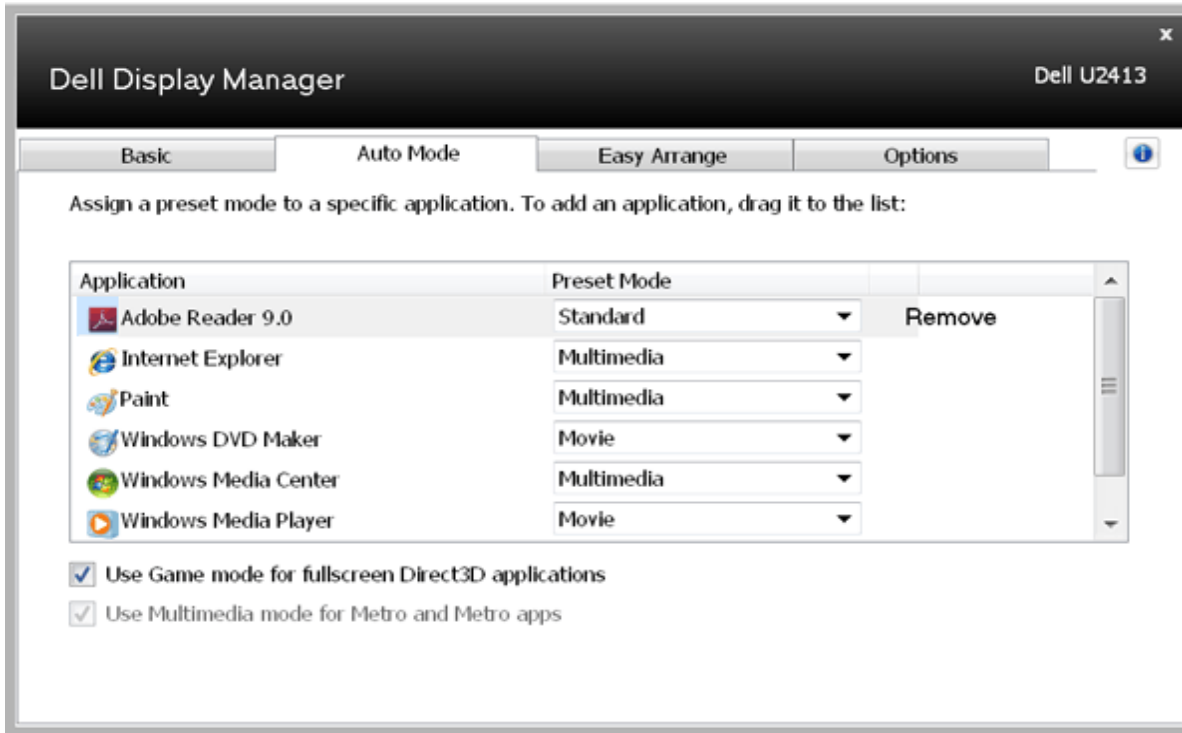 x
Dell Display Manager Dell U2413
Basic Auto Mode Easy Arrange Options
Assign a preset mode to a specific application. To add an application, drag it to the list:
Application Preset Mode
Adobe Reader 9.0 Standard Remove
Internet Explorer Multimedia
Paint Multimedia
Windows DVD Maker Movie
Windows Media Center Multimedia
Windows Media Player Movie
Use Game mode for fullscreen Direct3D applications
Use Multimedia mode for Metro and Metro apps